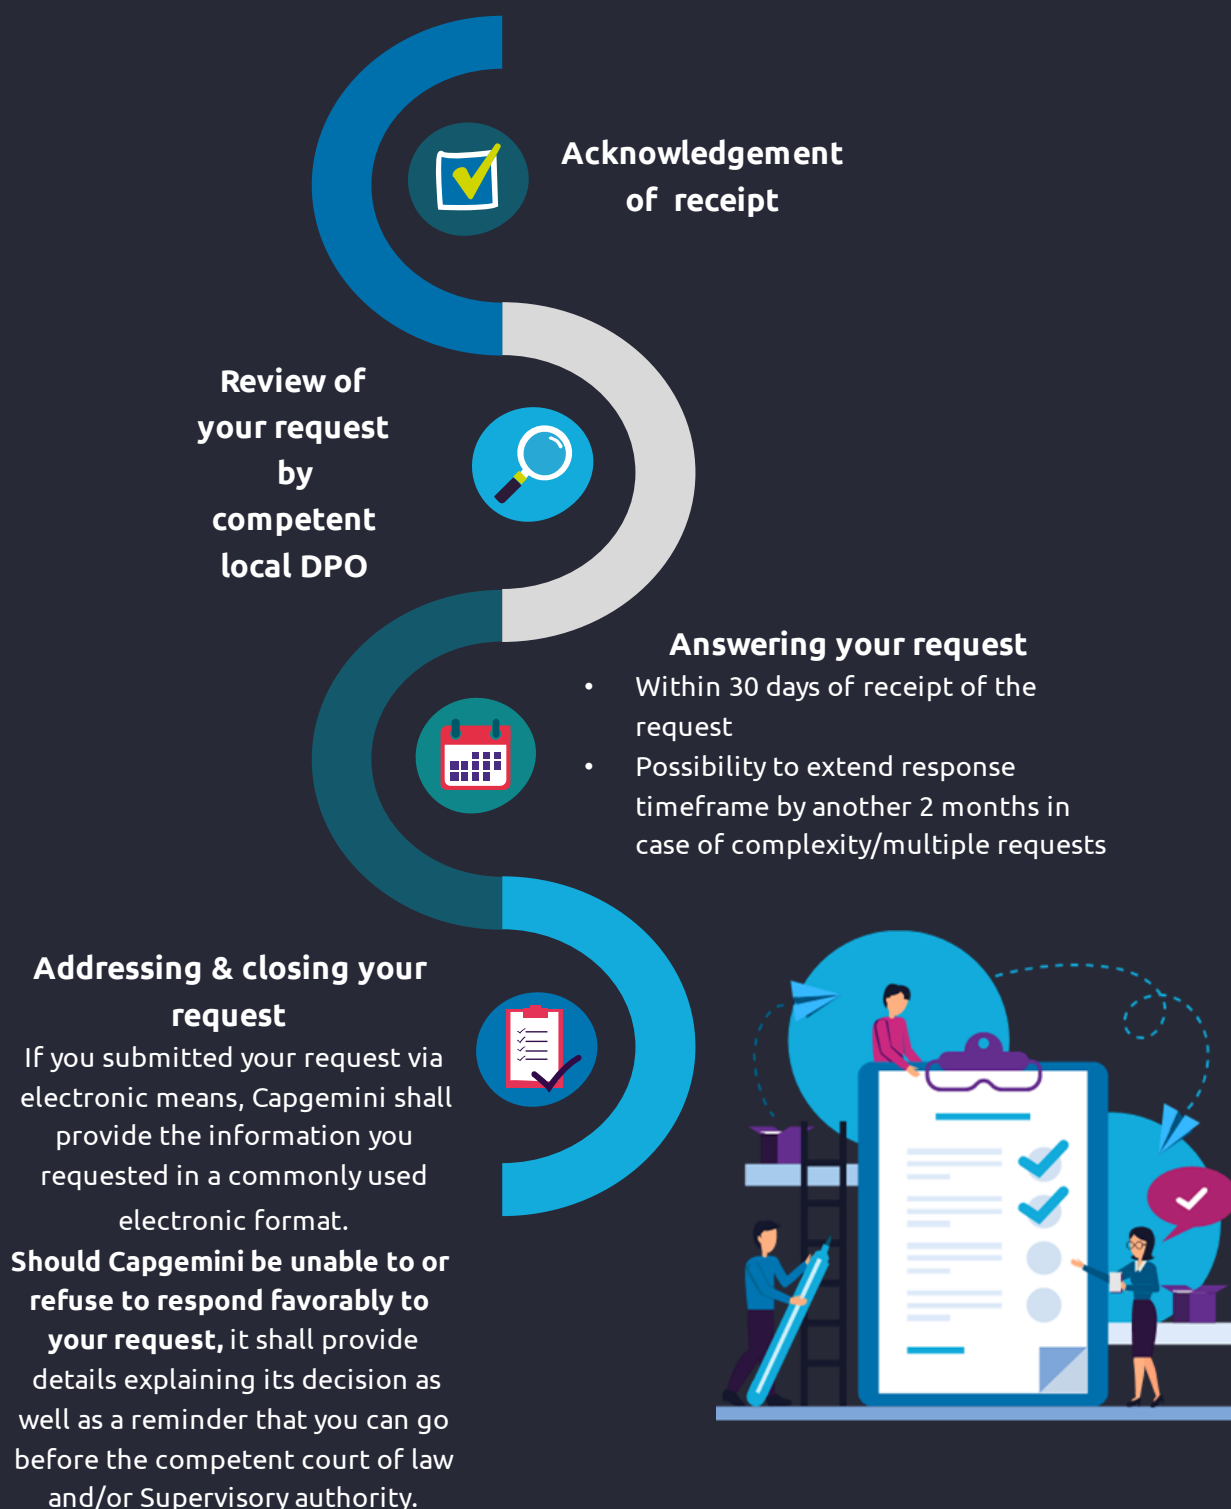 Acknowledgement
of receipt
Review of
your request
by
competent
local DPO
Answering your request
• Within 30 days of receipt of the
request
• Possibility to extend response
timeframe by another 2 months in
case of complexity/multiple requests
Addressing & closing your
request
If you submitted your request via
electronic means, Capgemini shall
provide the information you
requested in a commonly used
electronic format.
Should Capgemini be unable to or
refuse to respond favorably to
your request, it shall provide
details explaining its decision as
well as a reminder that you can go
before the competent court of law
and/or Supervisory authority.